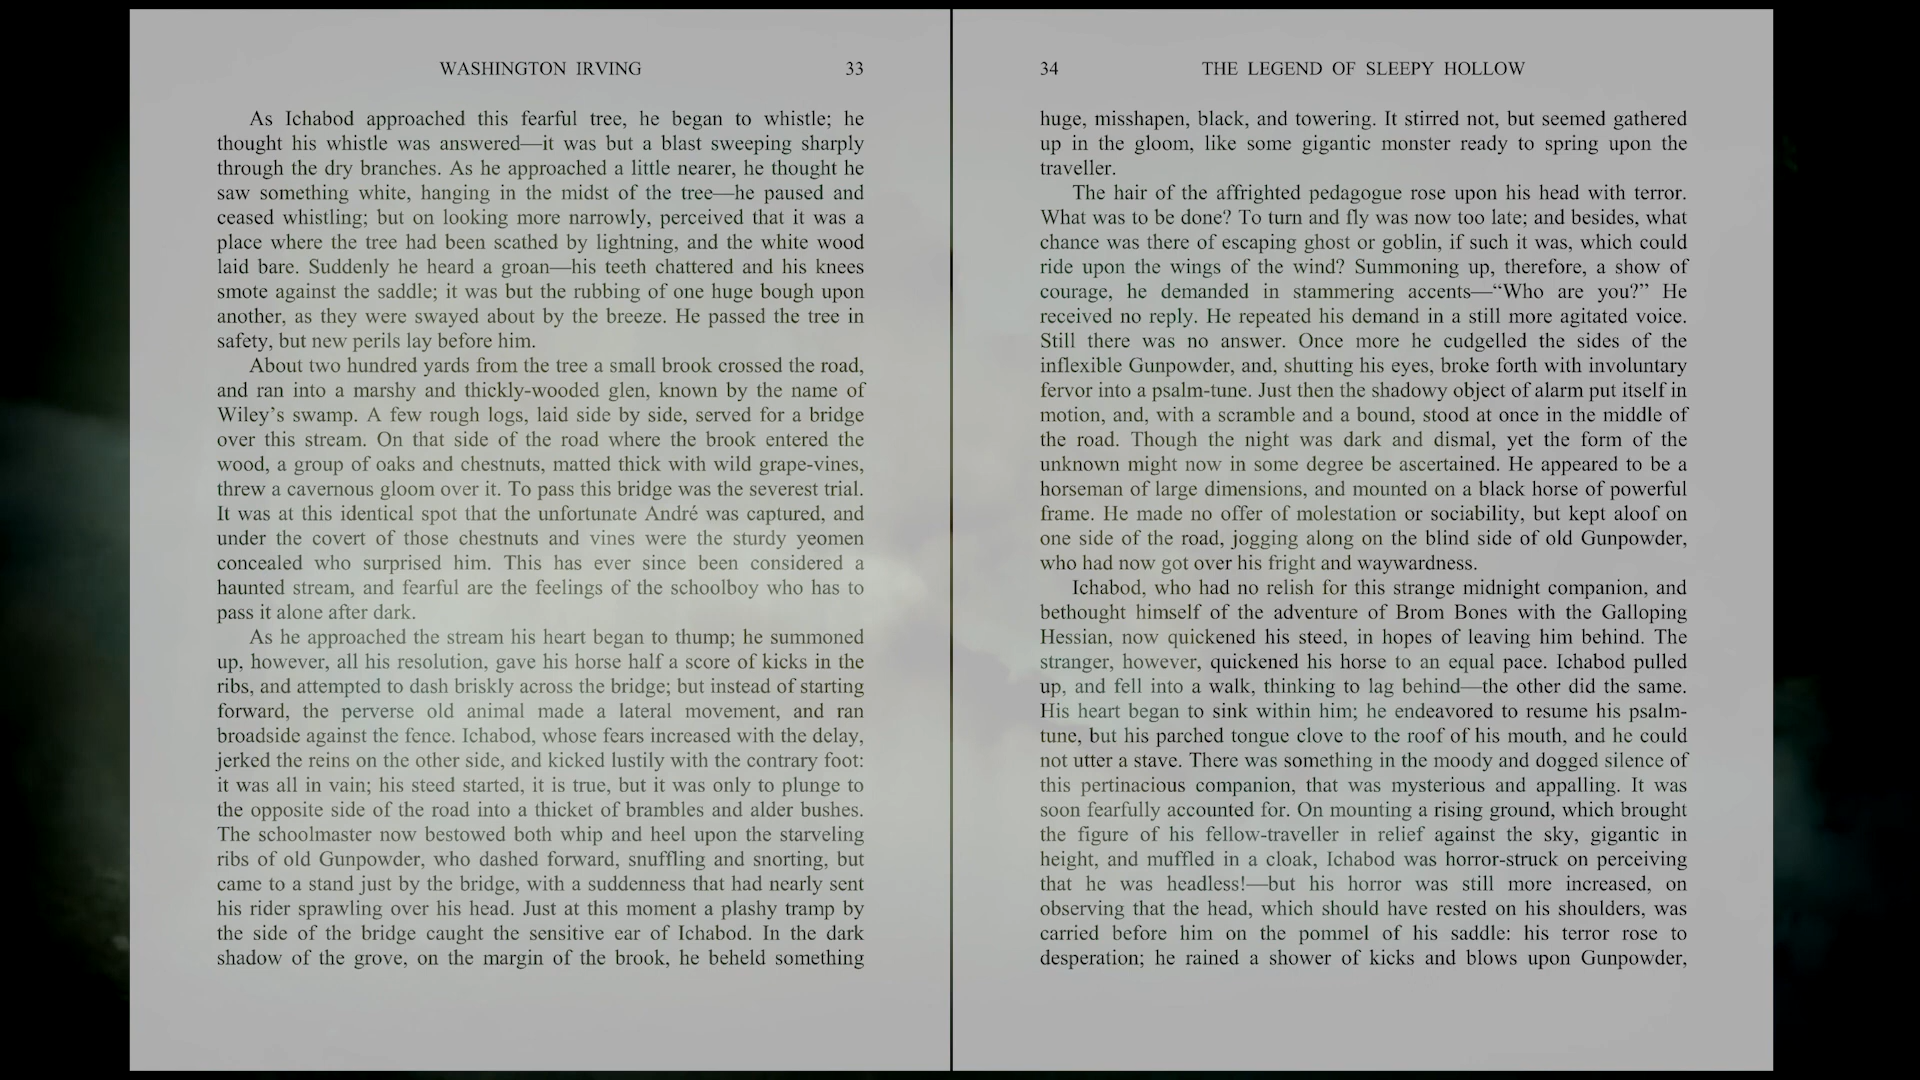 WASHINGTON IRVING 33
As Ichabod approached this fearful tree, he began to whistle; he
thought his whistle was answered—it was but a blast sweeping sharply
through the dry branches. As he approached a little nearer, he thought he
saw something white, hanging in the midst of the tree—he paused and
ceased whistling; but on looking more narrowly, perceived that it was a
place where the tree had been scathed by lightning, and the white wood
laid bare. Suddenly he heard a groan—his teeth chattered and his knees
smote against the saddle; it was but the rubbing of one huge bough upon
another, as they were swayed about by the breeze. He passed the tree in
safety, but new perils lay before him.
About two hundred yards from the tree a small brook crossed the road,
and ran into a marshy and thickly-wooded glen, known by the name of
Wiley’s swamp. A few rough logs, laid side by side, served for a bridge
over this stream. On that side of the road where the brook entered the
wood, a group of oaks and chestnuts, matted thick with wild grape-vines,
threw a cavernous gloom over it. To pass this bridge was the severest trial.
It was at this identical spot that the unfortunate André was captured, and
under the covert of those chestnuts and vines were the sturdy yeomen
concealed who surprised him. This has ever since been considered a
haunted stream, and fearful are the feelings of the schoolboy who has to
pass it alone after dark.
As he approached the stream his heart began to thump; he summoned
up, however, all his resolution, gave his horse half a score of kicks in the
ribs, and attempted to dash briskly across the bridge; but instead of starting
forward, the perverse old animal made a lateral movement, and ran
broadside against the fence. Ichabod, whose fears increased with the delay,
jerked the reins on the other side, and kicked lustily with the contrary foot:
it was all in vain; his steed started, it is true, but it was only to plunge to
the opposite side of the road into a thicket of brambles and alder bushes.
The schoolmaster now bestowed both whip and heel upon the starveling
ribs of old Gunpowder, who dashed forward, snuffling and snorting, but
came to a stand just by the bridge, with a suddenness that had nearly sent
his rider sprawling over his head. Just at this moment a plashy tramp by
the side of the bridge caught the sensitive ear of Ichabod. In the dark
shadow of the grove, on the margin of the brook, he beheld something
34 THE LEGEND OF SLEEPY HOLLOW
huge, misshapen, black, and towering. It stirred not, but seemed gathered
up in the gloom, like some gigantic monster ready to spring upon the
traveller.
The hair of the affrighted pedagogue rose upon his head with terror.
What was to be done? To turn and fly was now too late; and besides, what
chance was there of escaping ghost or goblin, if such it was, which could
ride upon the wings of the wind? Summoning up, therefore, a show of
courage, he demanded in stammering accents—“Who are you?” He
received no reply. He repeated his demand in a still more agitated voice.
Still there was no answer. Once more he cudgelled the sides of the
inflexible Gunpowder, and, shutting his eyes, broke forth with involuntary
fervor into a psalm-tune. Just then the shadowy object of alarm put itself in
motion, and, with a scramble and a bound, stood at once in the middle of
the road. Though the night was dark and dismal, yet the form of the
unknown might now in some degree be ascertained. He appeared to be a
horseman of large dimensions, and mounted on a black horse of powerful
frame. He made no offer of molestation or sociability, but kept aloof on
one side of the road, jogging along on the blind side of old Gunpowder,
who had now got over his fright and waywardness.
Ichabod, who had no relish for this strange midnight companion, and
bethought himself of the adventure of Brom Bones with the Galloping
Hessian, now quickened his steed, in hopes of leaving him behind. The
stranger, however, quickened his horse to an equal pace. Ichabod pulled
up, and fell into a walk, thinking to lag behind—the other did the same.
His heart began to sink within him; he endeavored to resume his psalm-
tune, but his parched tongue clove to the roof of his mouth, and he could
not utter a stave. There was something in the moody and dogged silence of
this pertinacious companion, that was mysterious and appalling. It was
soon fearfully accounted for. On mounting a rising ground, which brought
the figure of his fellow-traveller in relief against the sky, gigantic in
height, and muffled in a cloak, Ichabod was horror-struck on perceiving
that he was headless!—but his horror was still more increased, on
observing that the head, which should have rested on his shoulders, was
carried before him on the pommel of his saddle: his terror rose to
desperation; he rained a shower of kicks and blows upon Gunpowder,